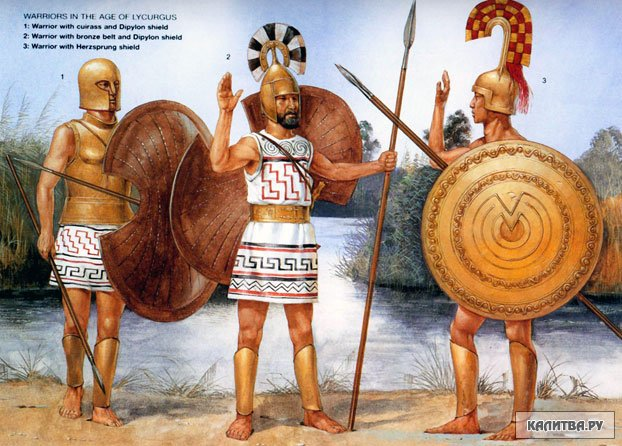 WARRIORS IN THE AGE OF LYCURGUS
1: Warrior with cuirass and Dipylon shield
2: Warrior with bronze belt and Dipylon shield
3: Warrior with Herzsprung shield
1
2
3
КАЛИТВА.РУ